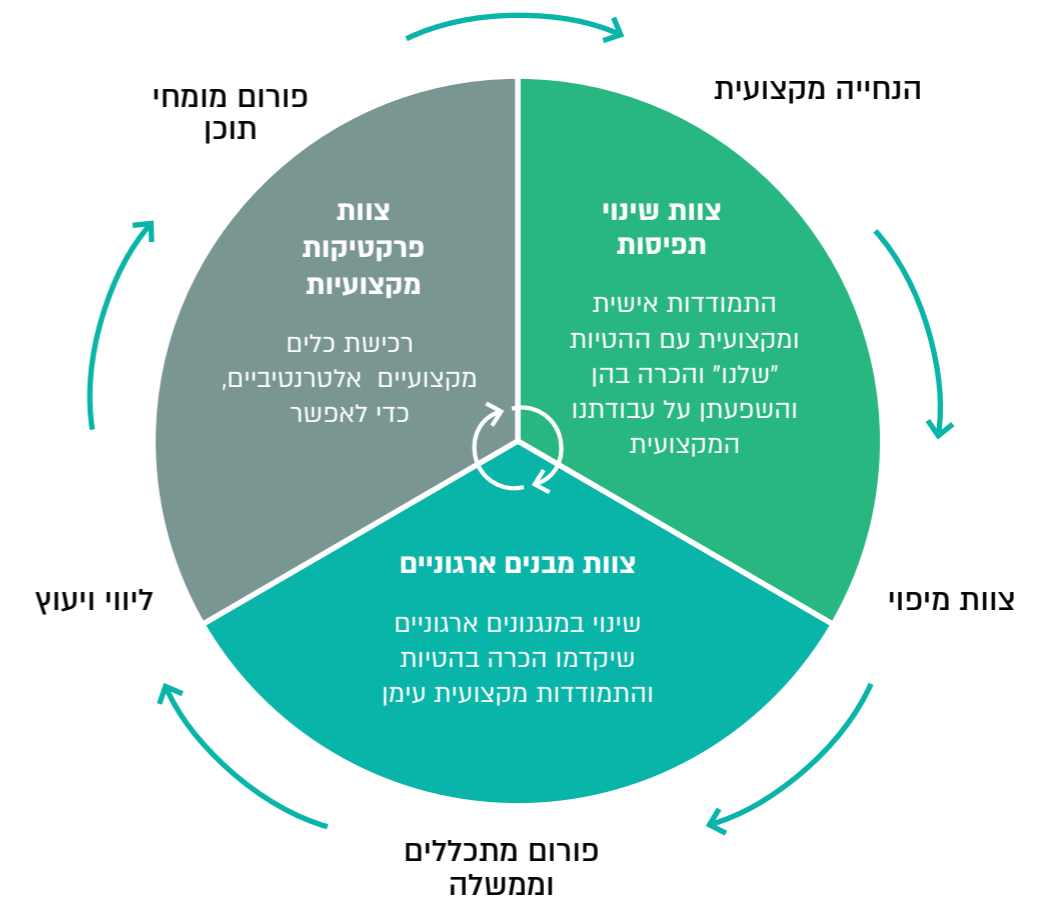 הנחייה מקצועית
פורום מומחי
תוכן
צוות שינוי
תפיסות
התמודדות אישית
ומקצועית עם ההטיות
"שלנו" והכרה בהן
והשפעתן על עבודתנו
המקצועית
צוות
פרקטיקות
מקצועיות
רכישת כלים
מקצועיים אלטרנטיביים,
כדי לאפשר
צוות מבנים ארגוניים
שינוי במנגנונים ארגוניים
שיקדמו הכרה בהטיות
והתמודדות מקצועית עימן
צוות מיפוי
ליווי ויעוץ
פורום מתכללים
וממשלה